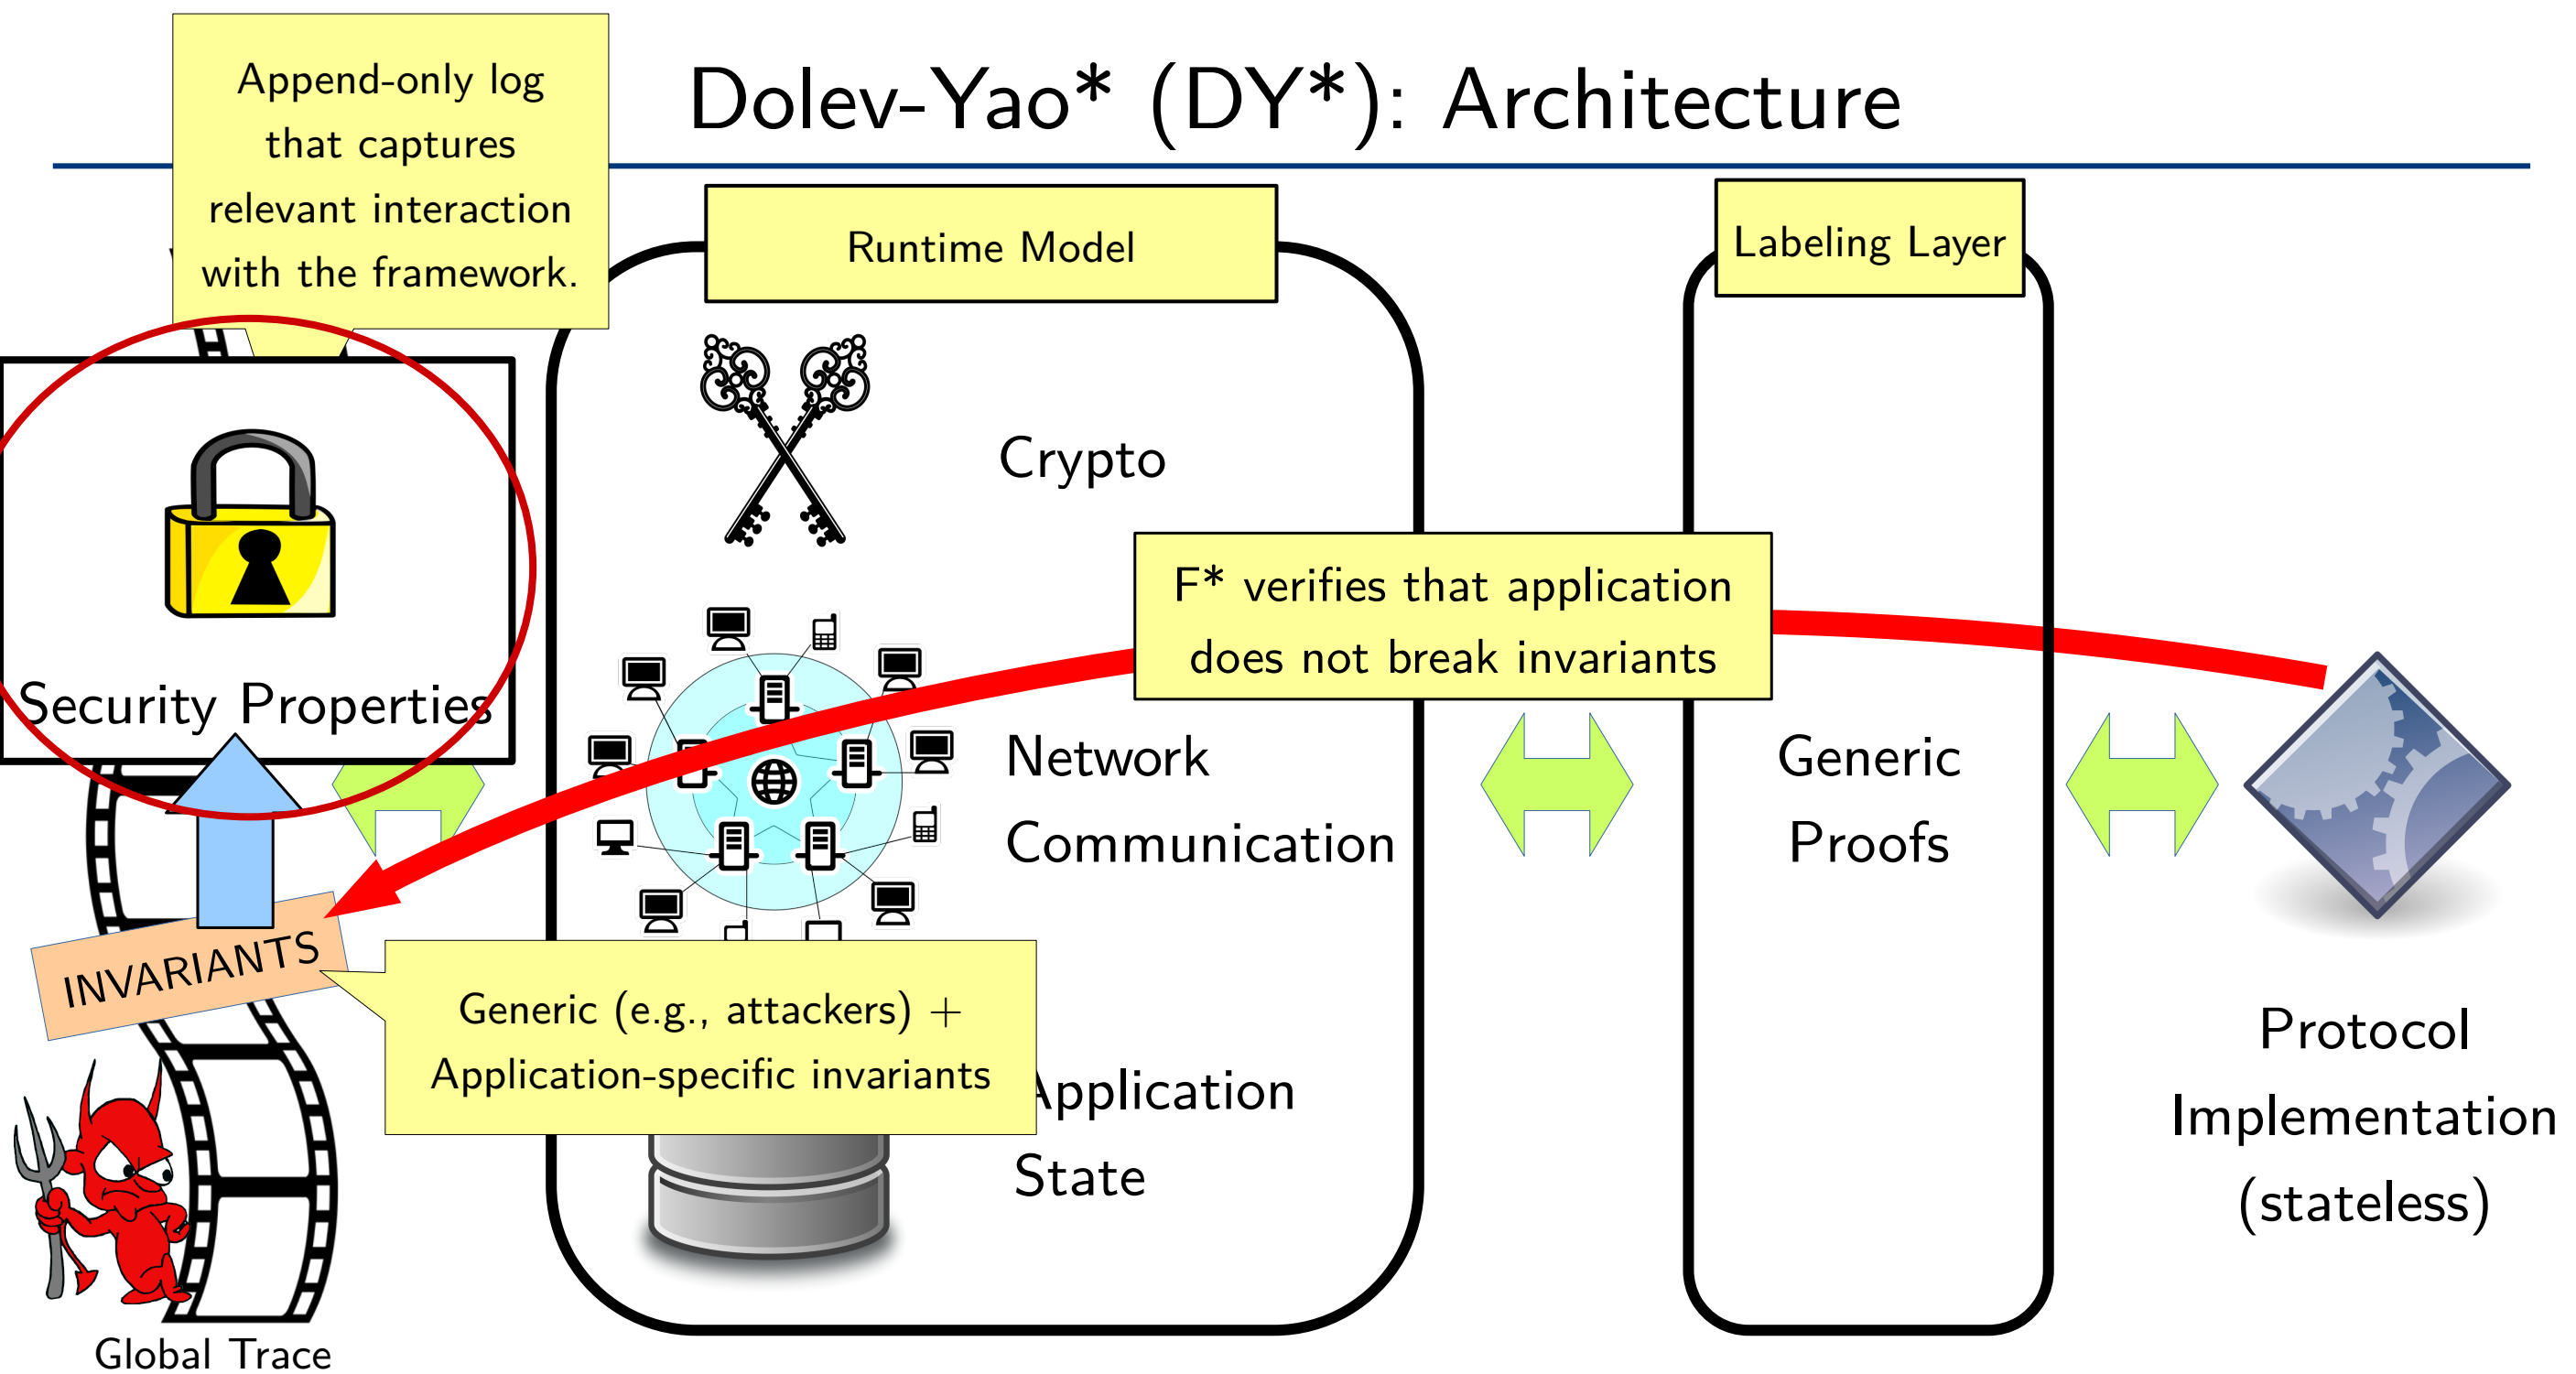 Dolev-Yao* (DY*): Architecture
Append-only log
that captures
relevant interaction
with the framework.
Runtime Model
Labeling Layer
Crypto
F* verifies that application
does not break invariants
Security Properties
Network
Communication
Generic
Proofs
INVARIANTS
Generic (e.g., attackers) +
Application-specific invariants
Application
State
Protocol
Implementation
(stateless)
Global Trace